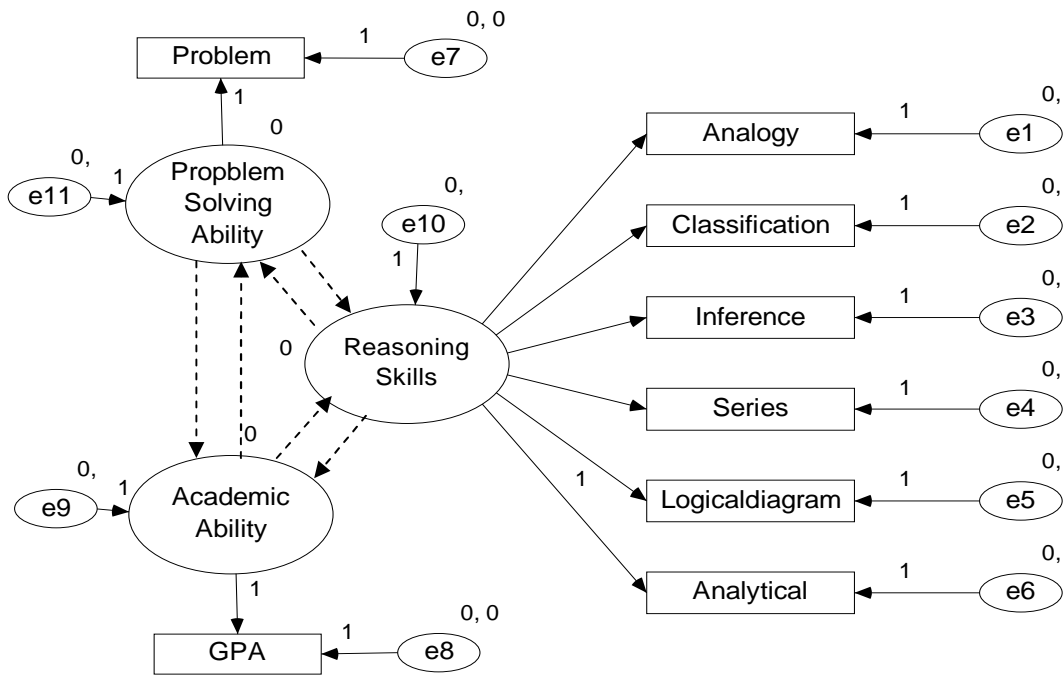 0, 0
Problem
1
e7
1
0
0,
e11
1
Propblem
Solving
Ability
0,
e10
1
0
Reasoning
Skills
0
0,
e9
1
Academic
Ability
1
0, 0
GPA
1
e8
0,
Analogy
1
e1
0,
Classification
1
e2
0,
Inference
1
e3
0,
Series
1
e4
1
0,
Logicaldiagram
1
e5
0,
Analytical
1
e6